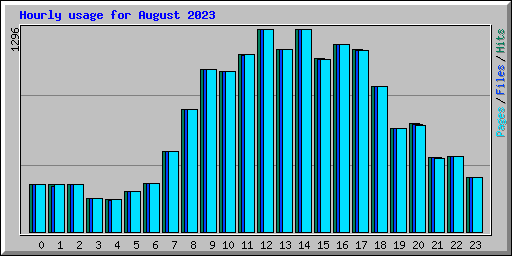 Hourly usage for August 2023
1296
Pages / Files / Hits
0 1 2 3 4 5 6 7 8 9 10 11 12 13 14 15 16 17 18 19 20 21 22 23